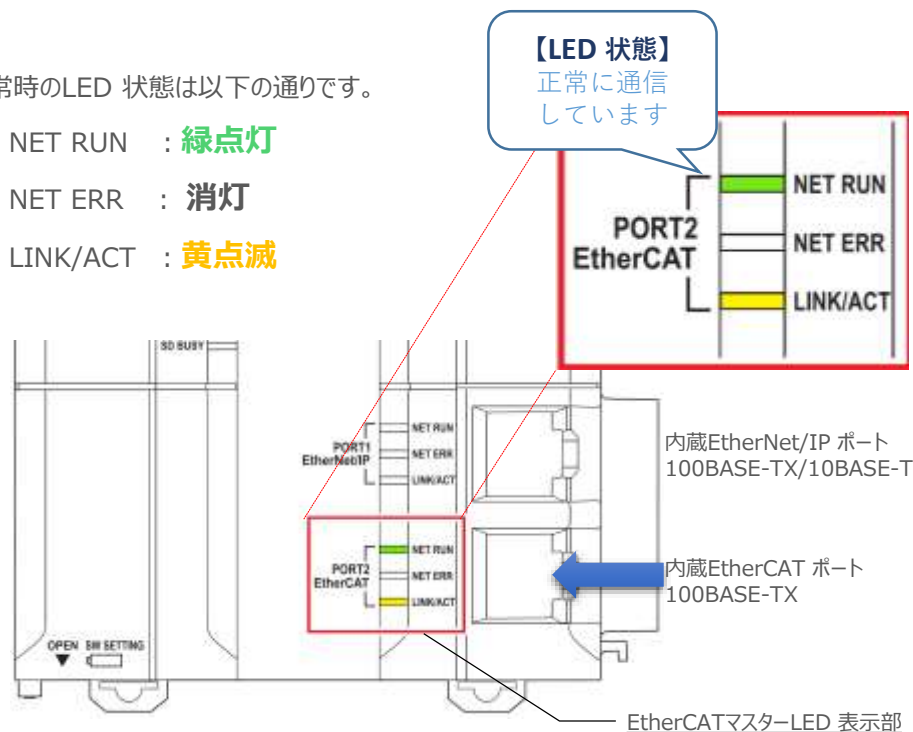 【LED 状態】
正常に通信
しています
常時のLED 状態は以下の通りです。
NET RUN : 緑点灯
NET ERR : 消灯
LINK/ACT : 黄点滅
PORT2
EtherCAT
NET RUN
NET ERR
LINK/ACT
SD BUSY
PORT1
EtherNet/IP
NET RUN
NET ERR
LINK/ACT
内蔵EtherNet/IP ポート
100BASE-TX/10BASE-T
PORT2
EtherCAT
NET RUN
NET ERR
LINK/ACT
内蔵EtherCAT ポート
100BASE-TX
OPEN SW SETTING
EtherCATマスターLED 表示部